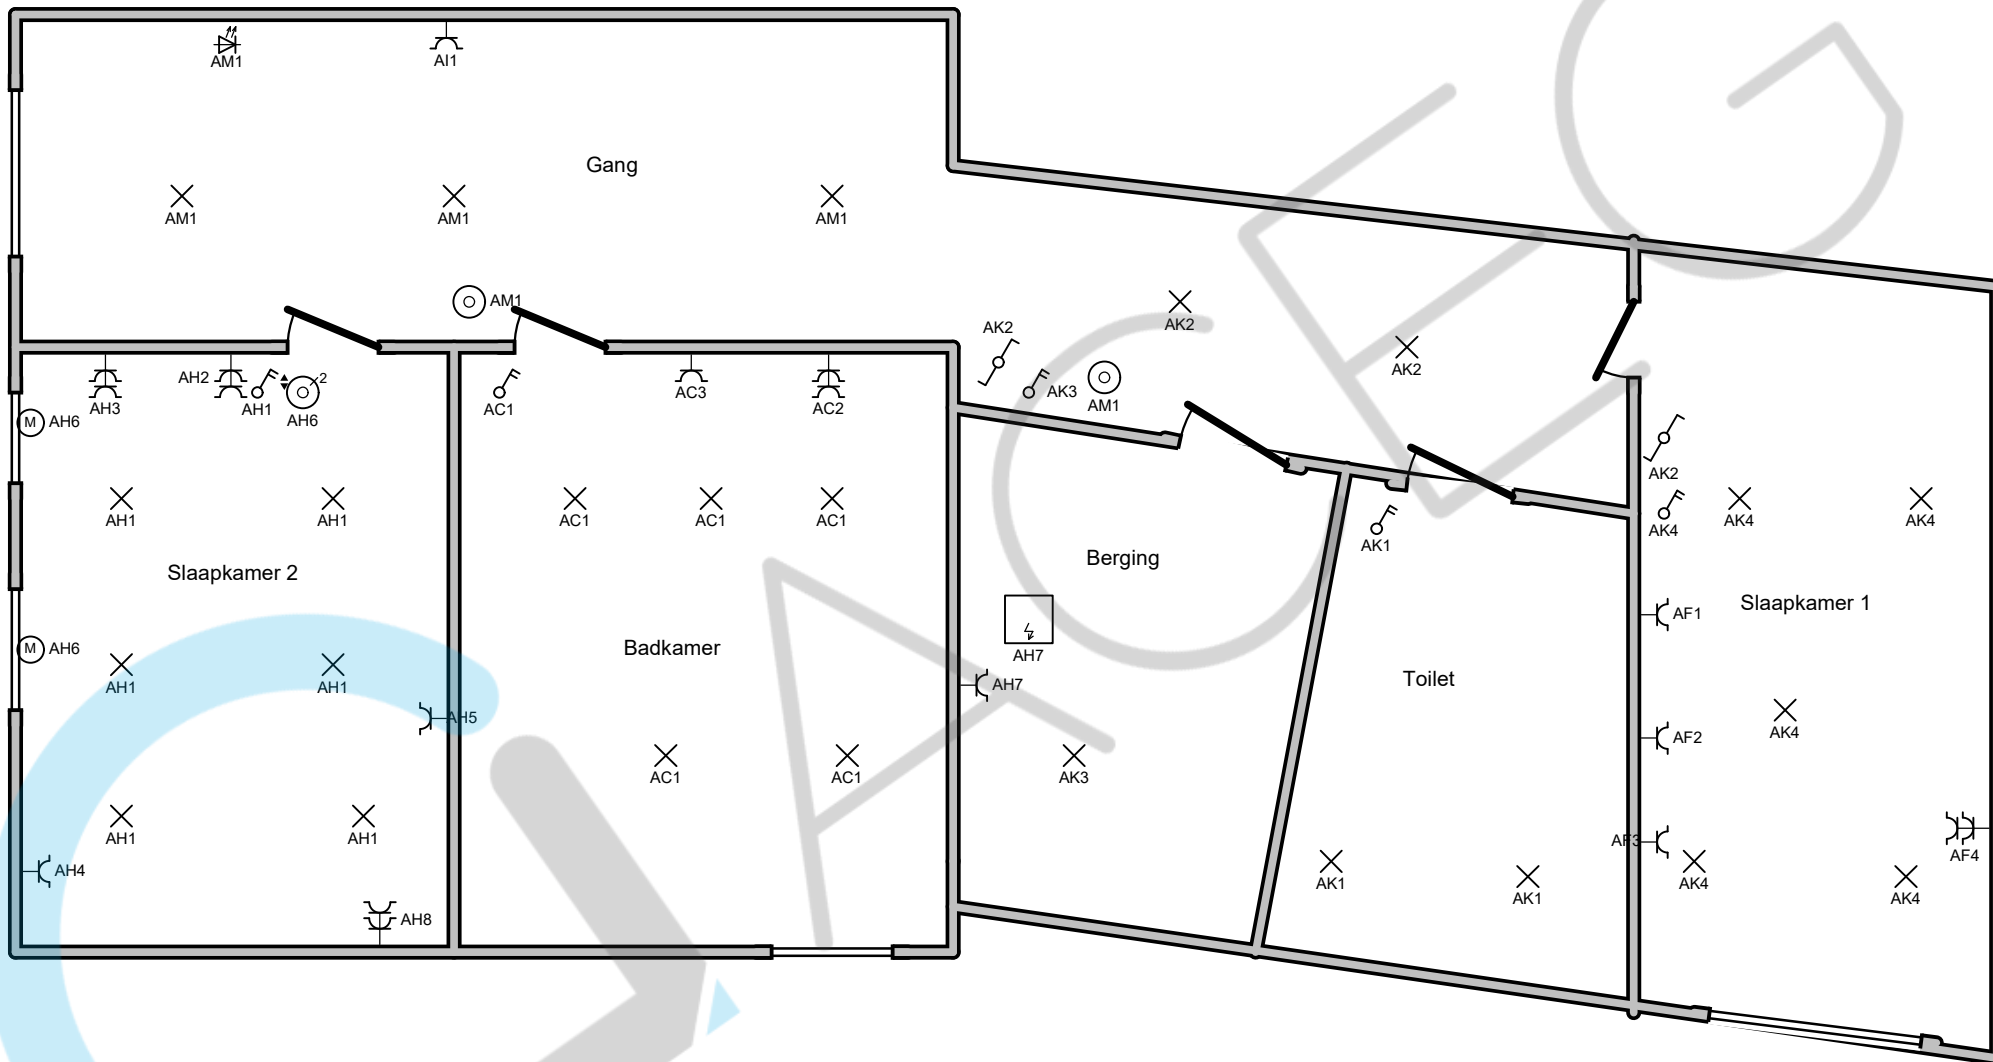 AM1
AI1
Gang
AM1
AM1
AM1
AM1
AK2
AK2
AK2
AK3
AM1
AH3
AH2
AH1
2
AH6
AC1
AC3
AC2
M AH6
AK2
AK4
AH1
AH1
AC1
AC1
AC1
AK1
AK4
AK4
Slaapkamer 2
Berging
Slaapkamer 1
AF1
M AH6
Badkamer
AH7
AH7
Toilet
AH1
AH1
AH5
AF2
AK4
AC1
AC1
AK3
AH1
AH1
AF3
AF4
AH4
AK1
AK1
AK4
AK4
AH8